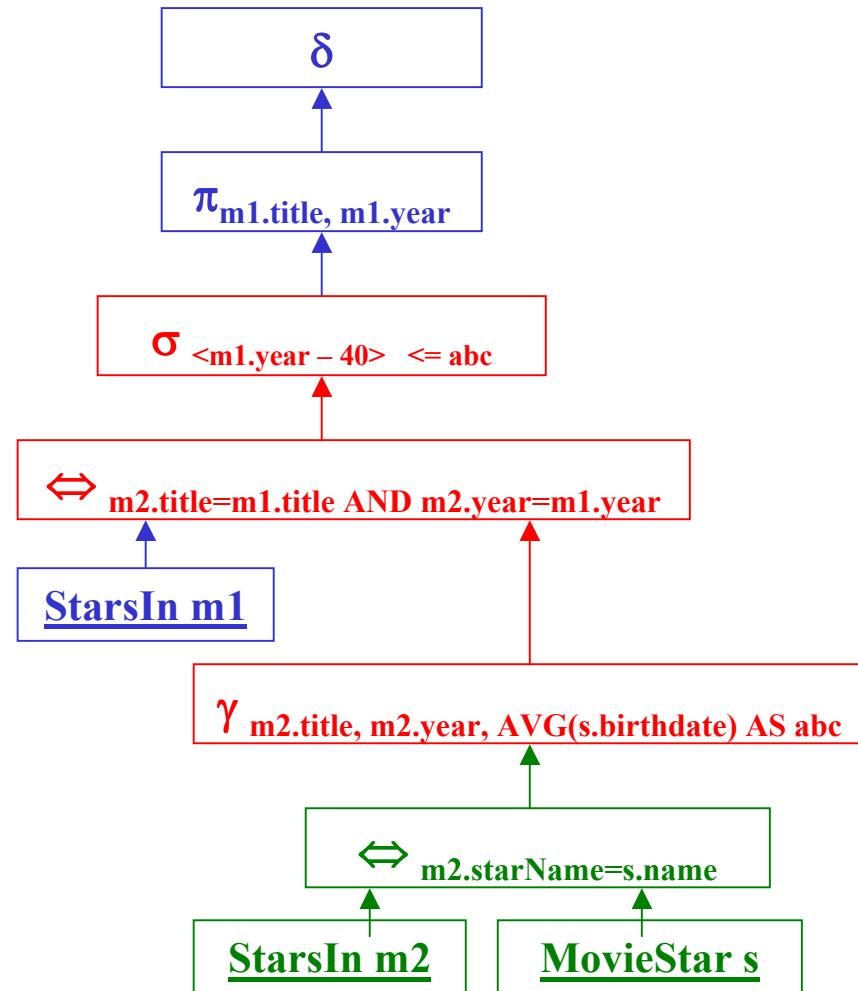 δ
π m1.title, m1.year
σ <m1.year – 40> <= abc
⇔ m2.title=m1.title AND m2.year=m1.year
StarsIn m1
γ m2.title, m2.year, AVG(s.birthdate) AS abc
⇔ m2.starName=s.name
StarsIn m2
MovieStar s